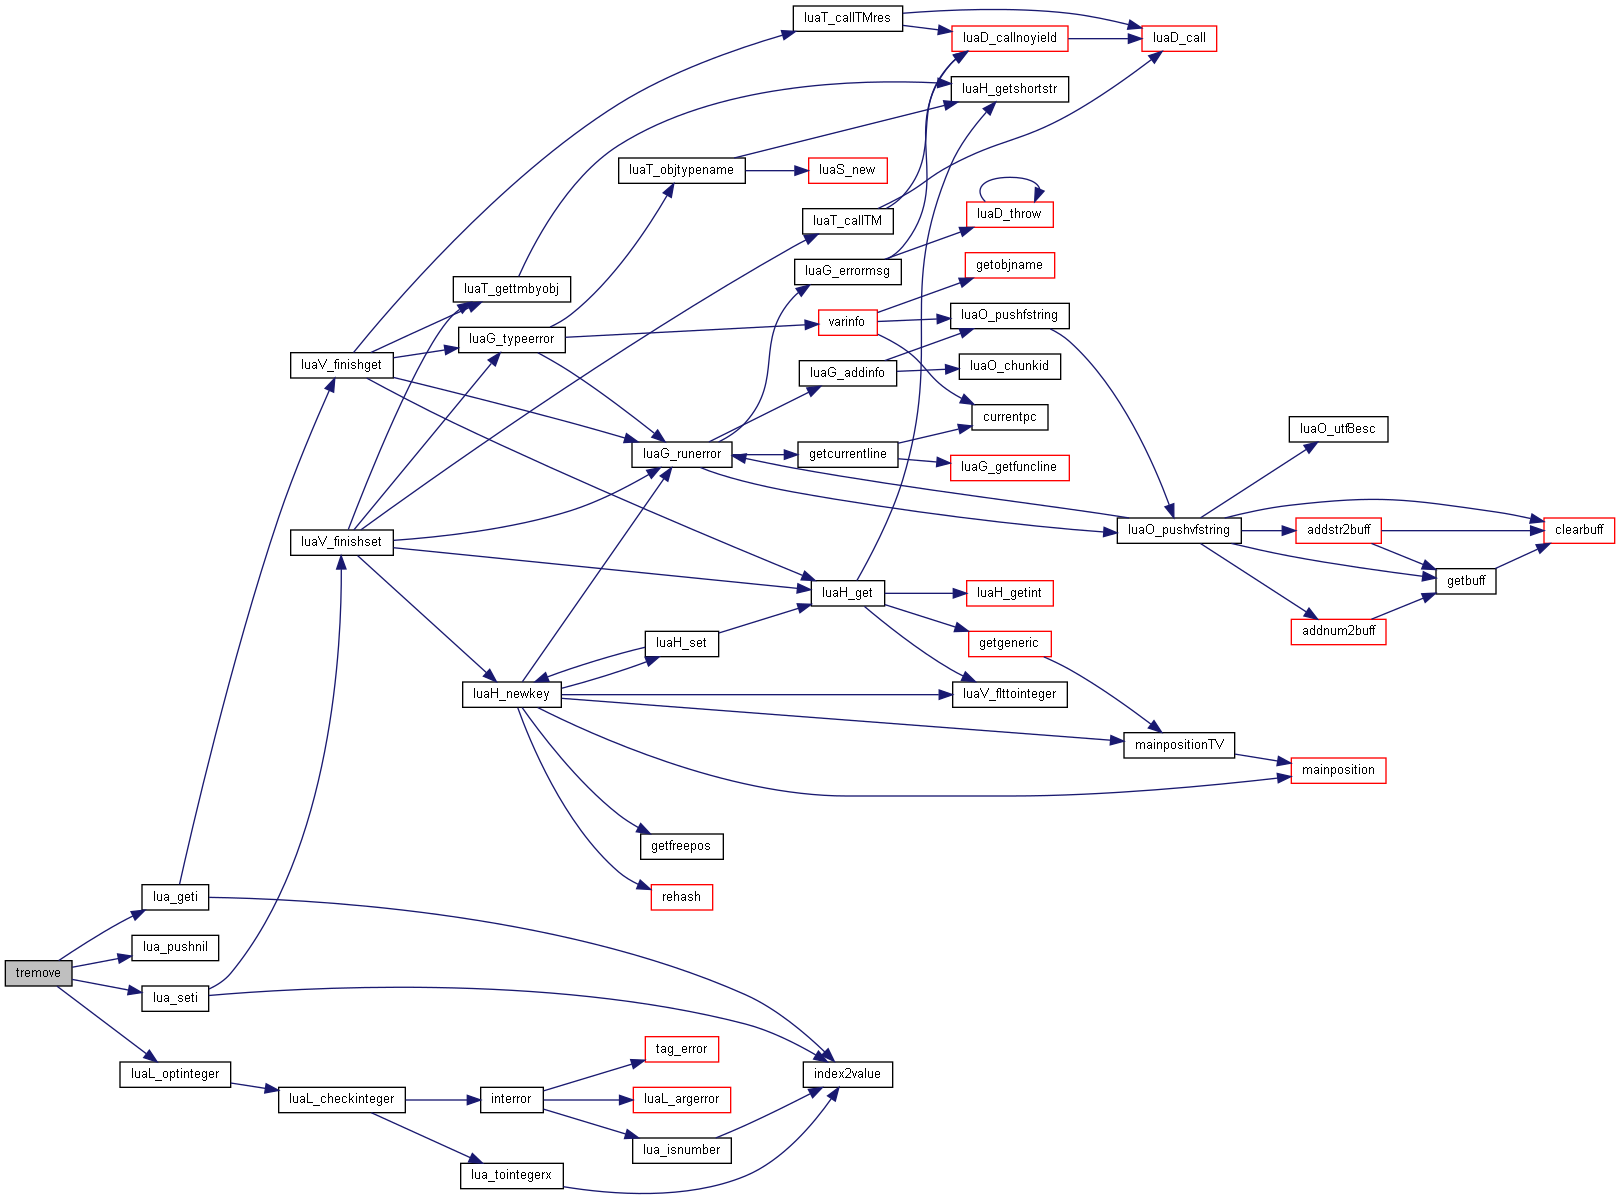 luaT_callTMres
luaD_callnoyield
luaD_call
luaH_getshortstr
luaT_objtypename
luaS_new
luaD_throw
luaT_callTM
getobjname
luaG_errormsg
luaT_gettmbyobj
luaO_pushfstring
varinfo
luaG_typeerror
luaV_finishget
luaO_chunkid
luaG_addinfo
currentpc
luaO_utf8esc
luaG_runerror
getcurrentline
luaG_getfuncline
luaO_pushvfstring
addstr2buff
clearbuff
luaV_finishset
getbuff
luaH_get
luaH_getint
addnum2buff
luaH_set
getgeneric
luaH_newkey
luaV_flttointeger
mainpositionTV
mainposition
getfreepos
lua_geti
rehash
lua_pushnil
tremove
lua_seti
tag_error
luaL_optinteger
index2value
luaL_checkinteger
interror
luaL_argerror
lua_isnumber
lua_tointegerx